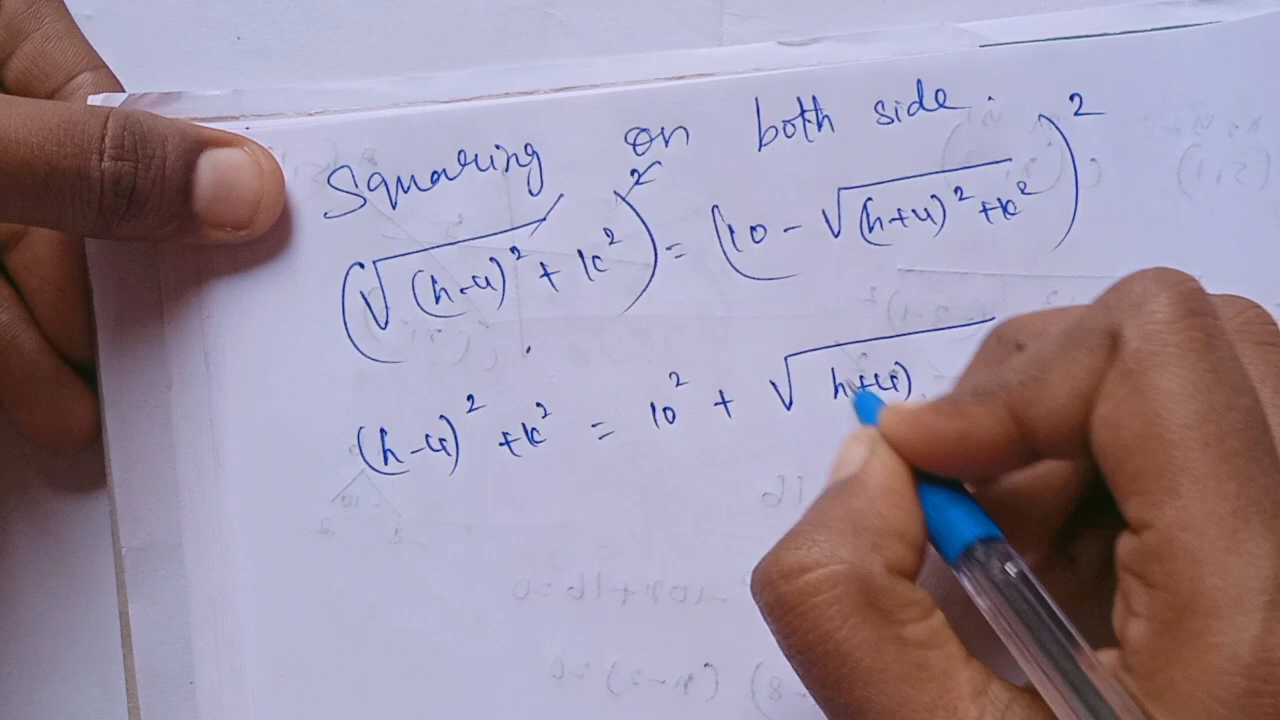 Squaring on both side.
(√(h-4)² + k²)² = (10 - √(h+4)² + k²)²
(h-4)² + k² = 10² + √h+4)